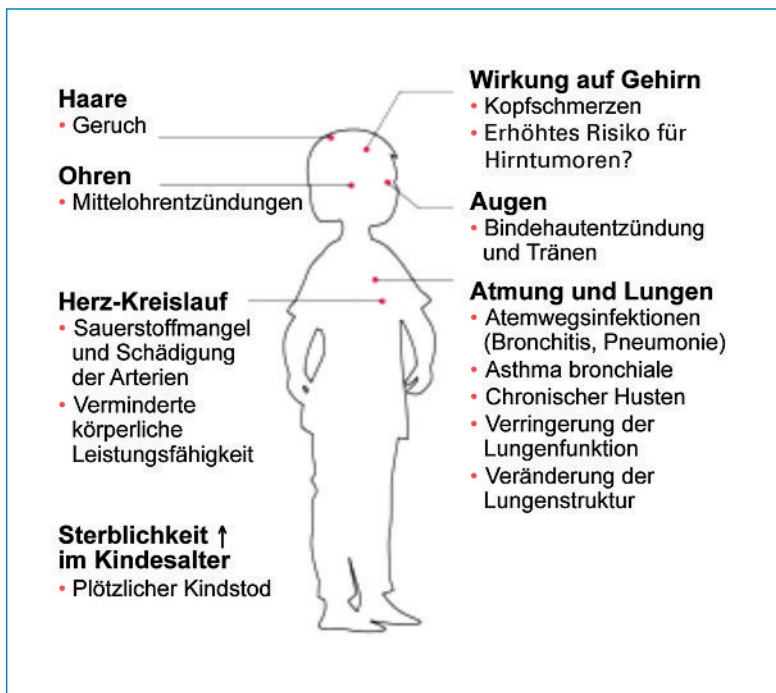 Haare
• Geruch
Ohren
• Mittelohrentzündungen
Herz-Kreislauf
• Sauerstoffmangel
und Schädigung
der Arterien
• Verminderte
körperliche
Leistungsfähigkeit
Sterblichkeit ↑
im Kindesalter
• Plötzlicher Kindstod
Wirkung auf Gehirn
• Kopfschmerzen
• Erhöhtes Risiko für
Hirntumoren?
Augen
• Bindehautentzündung
und Tränen
Atmung und Lungen
• Atemwegsinfektionen
(Bronchitis, Pneumonie)
• Asthma bronchiale
• Chronischer Husten
• Verringerung der
Lungenfunktion
• Veränderung der
Lungenstruktur